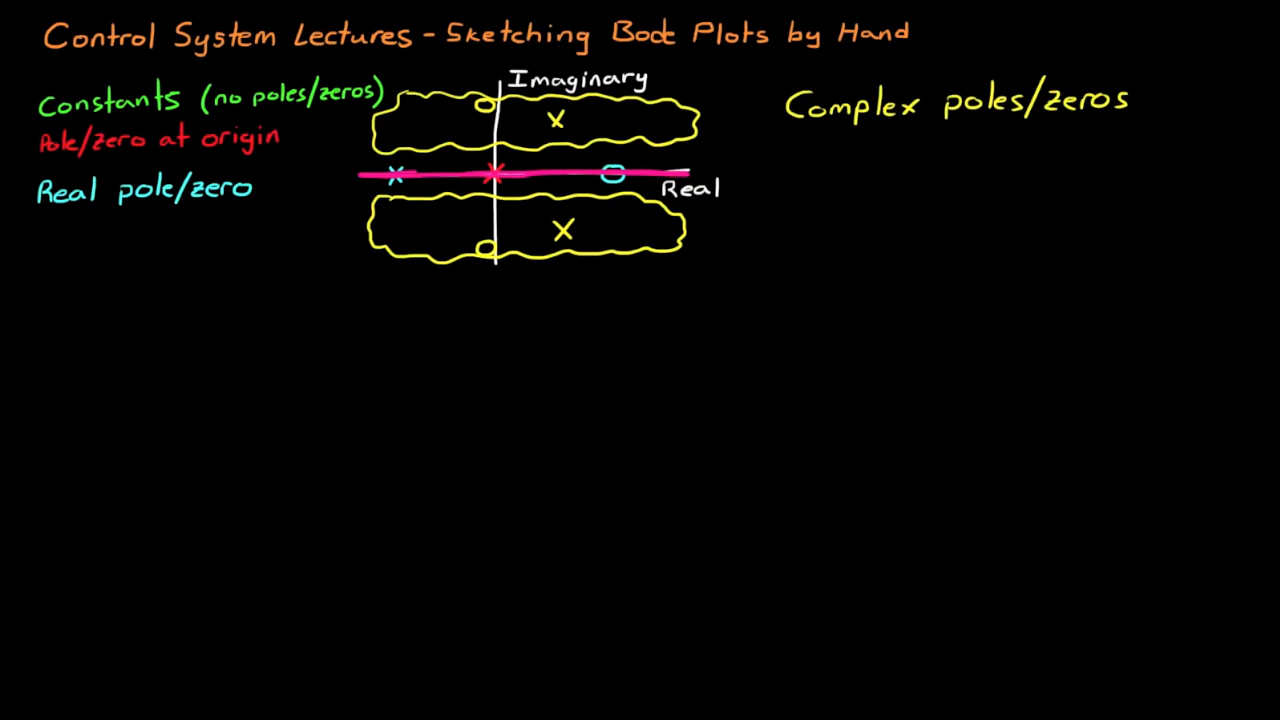 Control System Lectures - Sketching Bode Plots by Hand
Imaginary
Constants (no poles/zeros)
Complex poles/zeros
Pole/zero at origin
Real pole/zero
Real